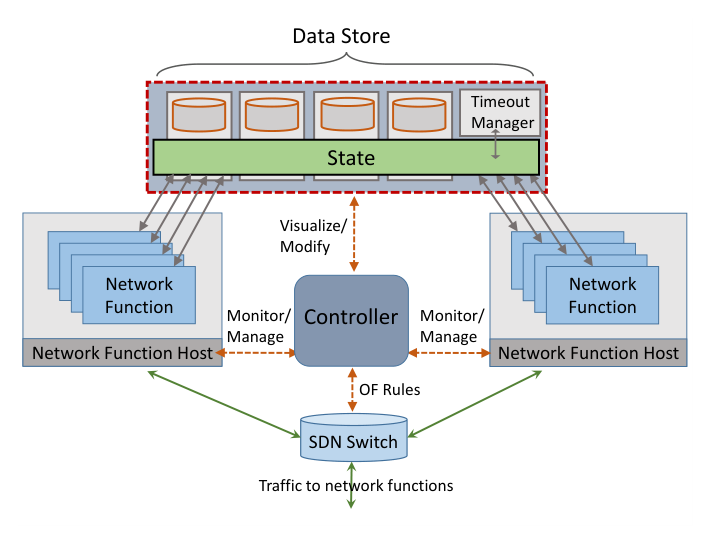 Data Store
Timeout
Manager
State
Visualize/
Modify
Network
Function
Network
Function
Controller
Monitor/
Manage
Monitor/
Manage
Network Function Host
Network Function Host
OF Rules
SDN Switch
Traffic to network functions